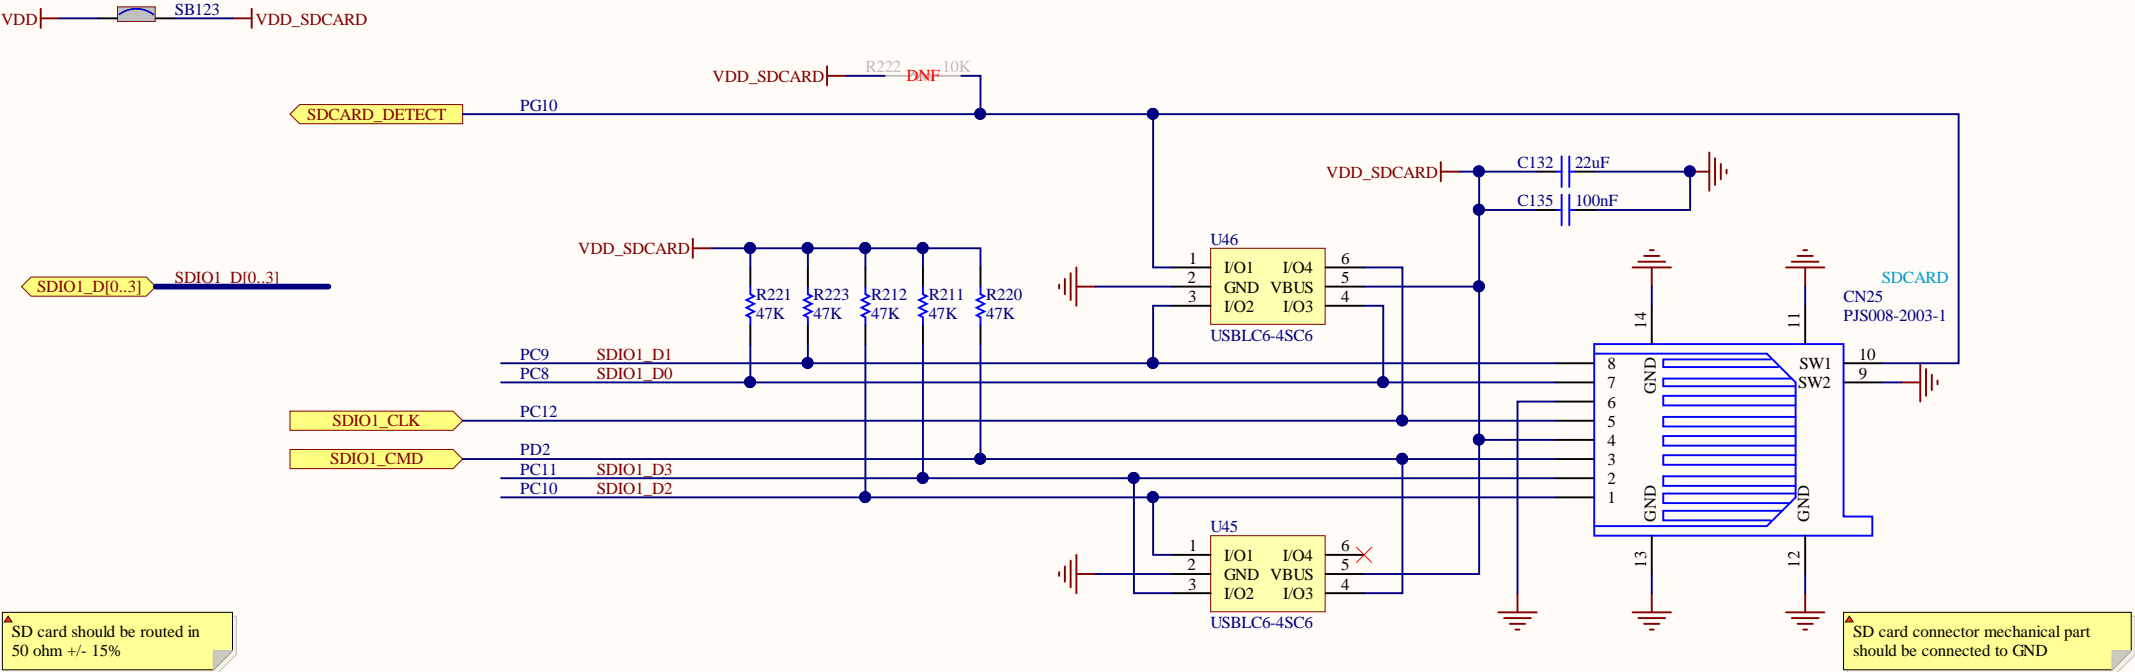 VDD SB123 VDD_SDCARD
VDD_SDCARD R222 DNF 10K
SDCARD_DETECT PG10
VDD_SDCARD C132 22uF
C135 100nF
VDD_SDCARD
R221 47K
R223 47K
R212 47K
R211 47K
R220 47K
SDIO1_D[0..3] SDIO1_D[0..3]
U46
1 I/O1 I/O4 6
2 GND VBUS 5
3 I/O2 I/O3 4
USBLC6-4SC6
SDCARD
CN25
PJS008-2003-1
14 11
PC9 SDIO1_D1
PC8 SDIO1_D0
SDIO1_CLK PC12
SDIO1_CMD PD2
PC11 SDIO1_D3
PC10 SDIO1_D2
8 GND SW1 10
7 SW2 9
6
5
4
3
2
1 GND GND
13 12
U45
1 I/O1 I/O4 6
2 GND VBUS 5
3 I/O2 I/O3 4
USBLC6-4SC6
SD card should be routed in
50 ohm +/- 15%
SD card connector mechanical part
should be connected to GND